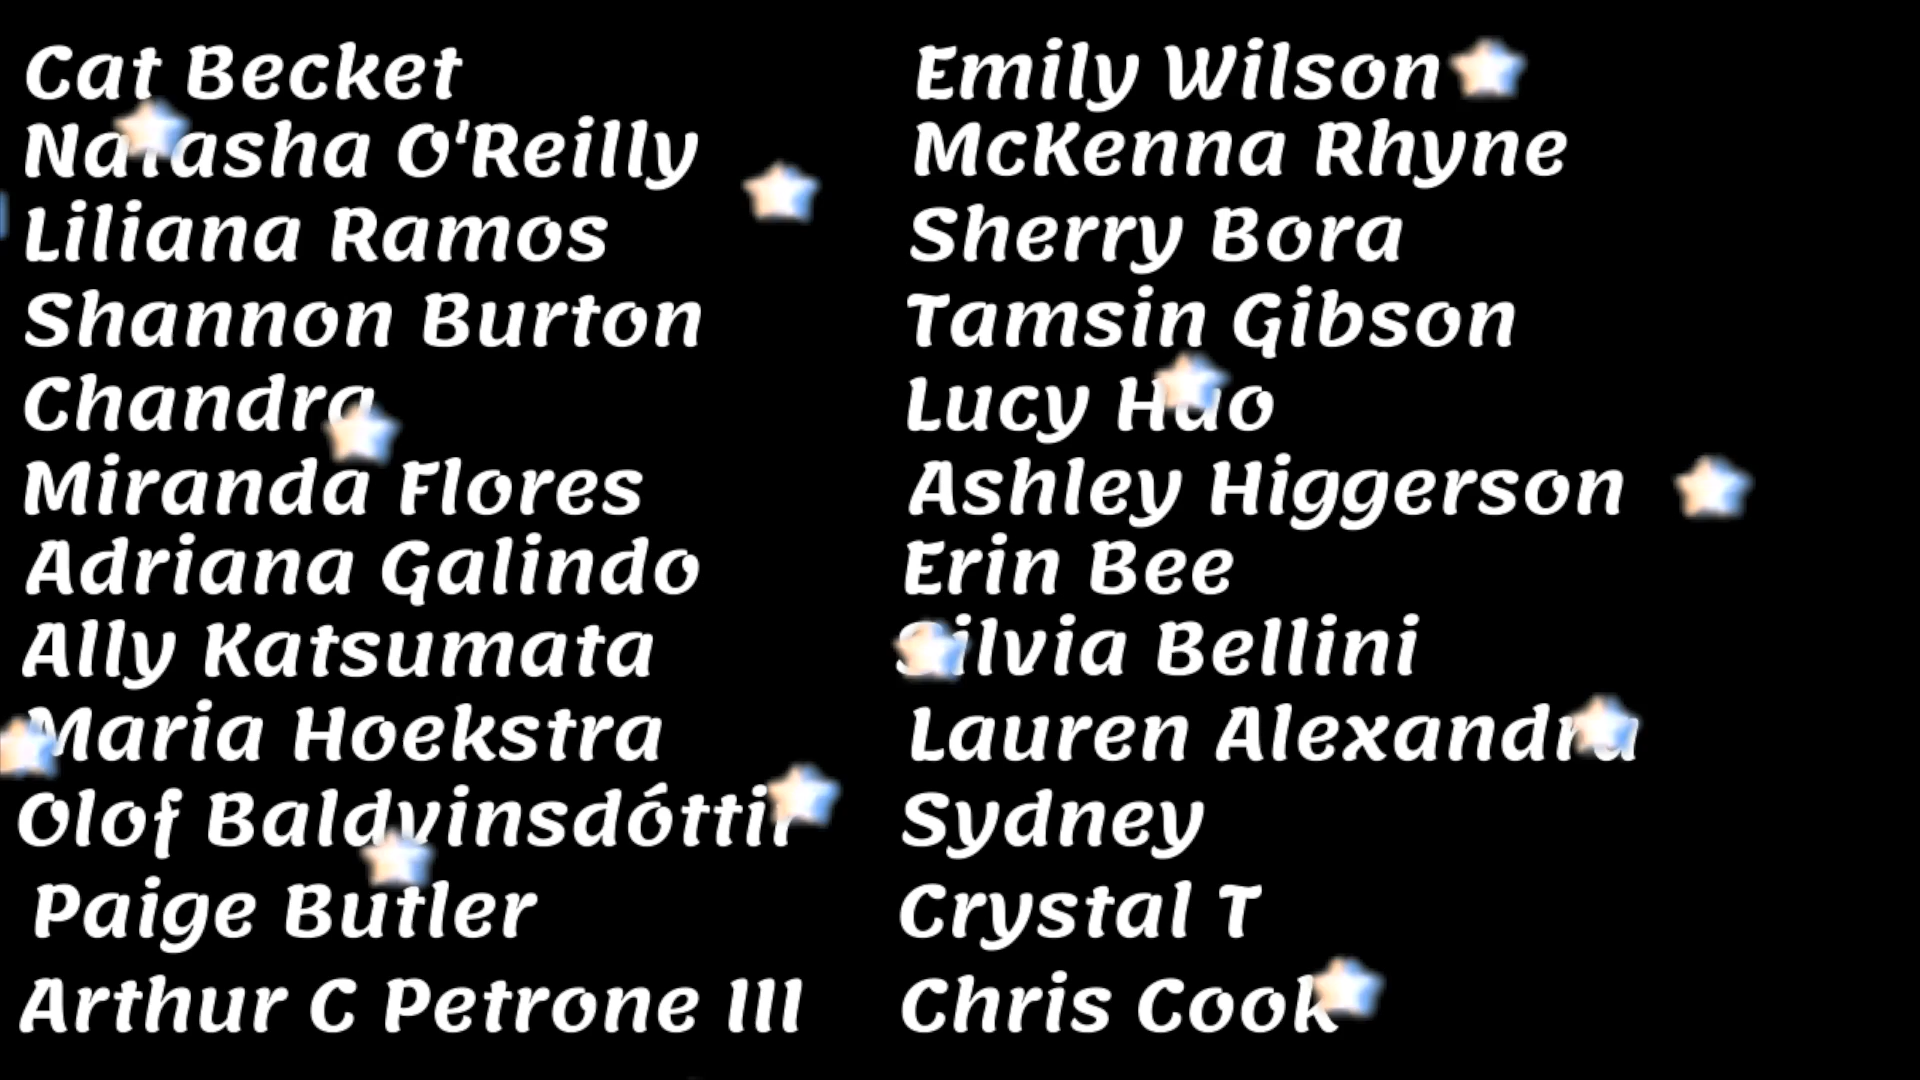 Cat Becket
Natasha O'Reilly
Liliana Ramos
Shannon Burton
Chandra
Miranda Flores
Adriana Galindo
Ally Katsumata
Maria Hoekstra
Olof Baldvinsdóttir
Paige Butler
Arthur C Petrone III
Emily Wilson
McKenna Rhyne
Sherry Bora
Tamsin Gibson
Lucy Hao
Ashley Higgerson
Erin Bee
Silvia Bellini
Lauren Alexandra
Sydney
Crystal T
Chris Cook